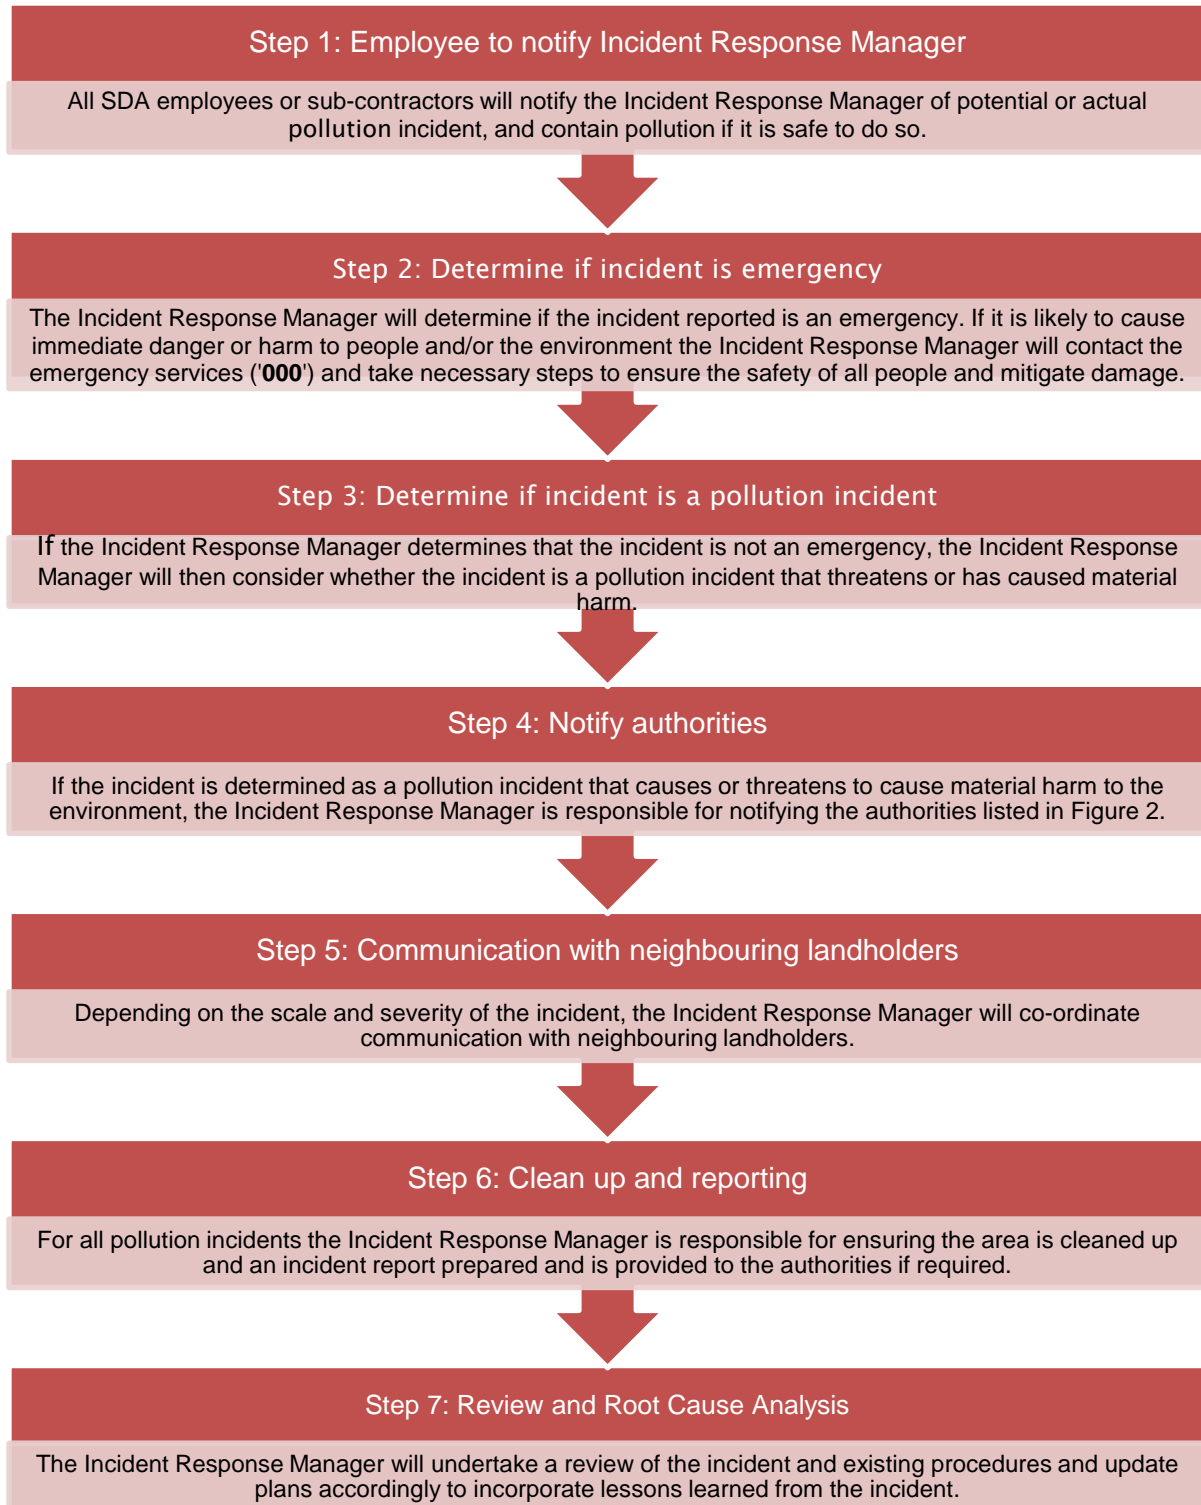 Step 1: Employee to notify Incident Response Manager
All SDA employees or sub-contractors will notify the Incident Response Manager of potential or actual
pollution incident, and contain pollution if it is safe to do so.
Step 2: Determine if incident is emergency
The Incident Response Manager will determine if the incident reported is an emergency. If it is likely to cause
immediate danger or harm to people and/or the environment the Incident Response Manager will contact the
emergency services ('000') and take necessary steps to ensure the safety of all people and mitigate damage.
Step 3: Determine if incident is a pollution incident
If the Incident Response Manager determines that the incident is not an emergency, the Incident Response
Manager will then consider whether the incident is a pollution incident that threatens or has caused material
harm.
Step 4: Notify authorities
If the incident is determined as a pollution incident that causes or threatens to cause material harm to the
environment, the Incident Response Manager is responsible for notifying the authorities listed in Figure 2.
Step 5: Communication with neighbouring landholders
Depending on the scale and severity of the incident, the Incident Response Manager will co-ordinate
communication with neighbouring landholders.
Step 6: Clean up and reporting
For all pollution incidents the Incident Response Manager is responsible for ensuring the area is cleaned up
and an incident report prepared and is provided to the authorities if required.
Step 7: Review and Root Cause Analysis
The Incident Response Manager will undertake a review of the incident and existing procedures and update
plans accordingly to incorporate lessons learned from the incident.